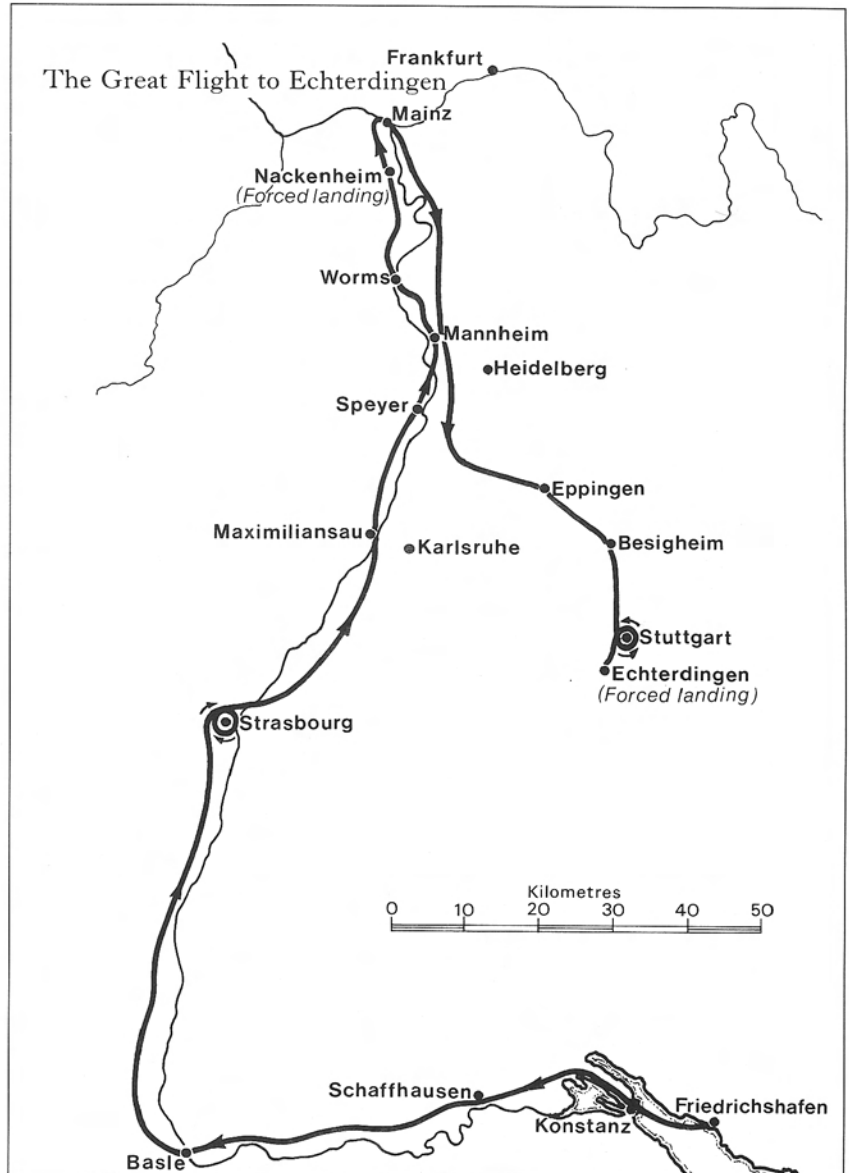 Frankfurt
The Great Flight to Echterdingen
Mainz
Nackenheim
(Forced landing)
Worms
Mannheim
Heidelberg
Speyer
Eppingen
Maximiliansau
Karlsruhe
Besigheim
Stuttgart
Echterdingen
(Forced landing)
Strasbourg
Kilometres
0 10 20 30 40 50
Schaffhausen
Friedrichshafen
Konstanz
Basle